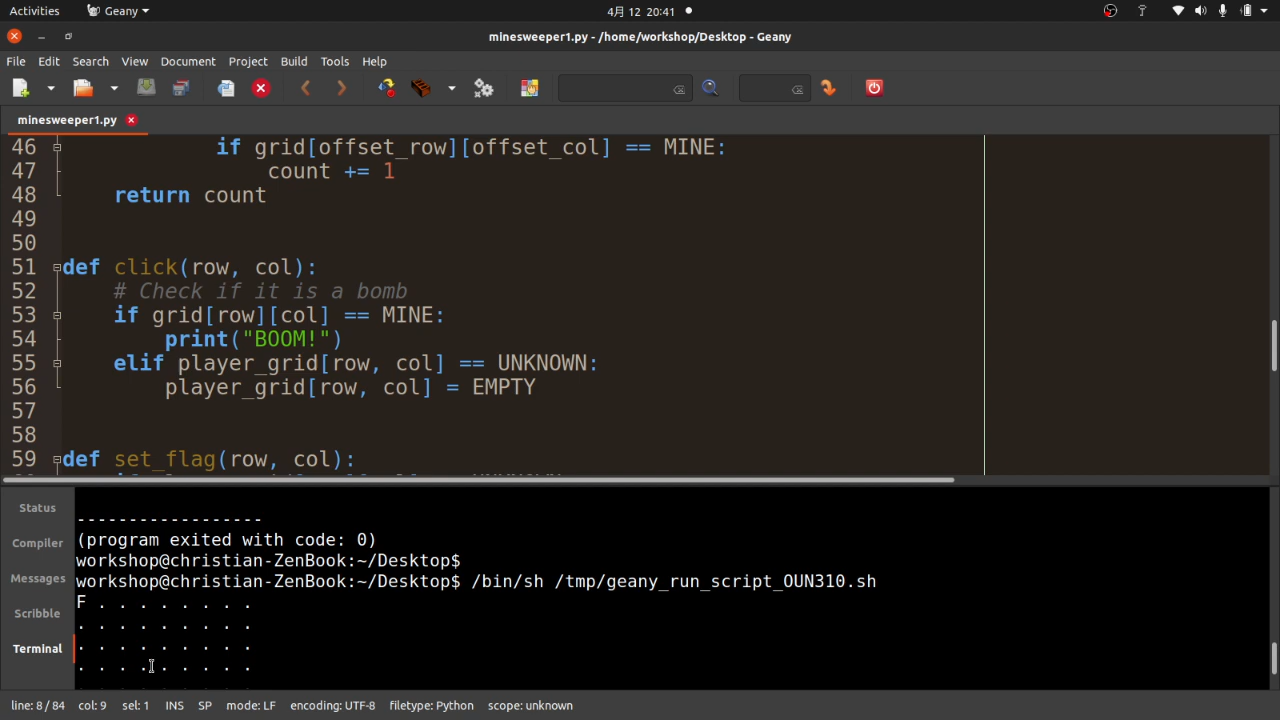 Activities
Geany
4月 12 20:41
minesweeper1.py - /home/workshop/Desktop - Geany
File Edit Search View Document Project Build Tools Help
minesweeper1.py
46 if grid[offset_row][offset_col] == MINE:
47 count += 1
48 return count
49
50
51 def click(row, col):
52 # Check if it is a bomb
53 if grid[row][col] == MINE:
54 print("BOOM!")
55 elif player_grid[row, col] == UNKNOWN:
56 player_grid[row, col] = EMPTY
57
58
59 def set_flag(row, col):
Status
Compiler
Messages
Scribble
Terminal
------------------
(program exited with code: 0)
workshop@christian-ZenBook:~/Desktop$
workshop@christian-ZenBook:~/Desktop$ /bin/sh /tmp/geany_run_script_OUN310.sh
F . . . . . . . .
. . . . . . . . .
. . . . . . . . .
. . . . . . . . .
line: 8 / 84 col: 9 sel: 1 INS SP mode: LF encoding: UTF-8 filetype: Python scope: unknown